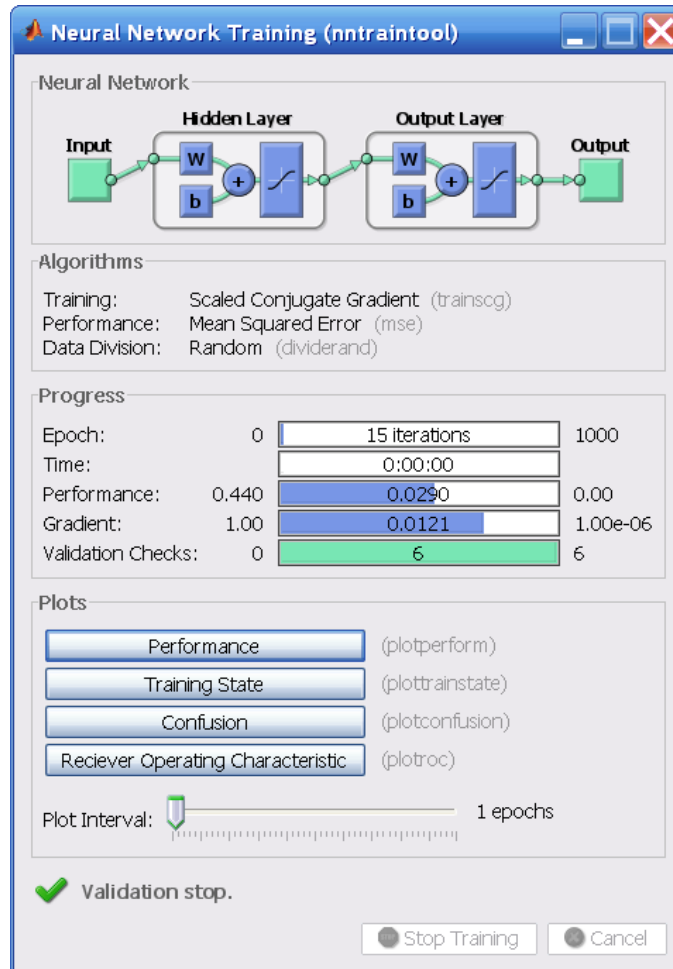 Neural Network Training (nntraintool)
Neural Network
Hidden Layer Output Layer
Input Output
W W
+ +
b b
Algorithms
Training: Scaled Conjugate Gradient (trainscg)
Performance: Mean Squared Error (mse)
Data Division: Random (dividerand)
Progress
Epoch: 0 15 iterations 1000
Time: 0:00:00
Performance: 0.440 0.0290 0.00
Gradient: 1.00 0.0121 1.00e-06
Validation Checks: 0 6 6
Plots
Performance (plotperform)
Training State (plottrainstate)
Confusion (plotconfusion)
Reciever Operating Characteristic (plotroc)
Plot Interval: 1 epochs
Validation stop.
Stop Training Cancel